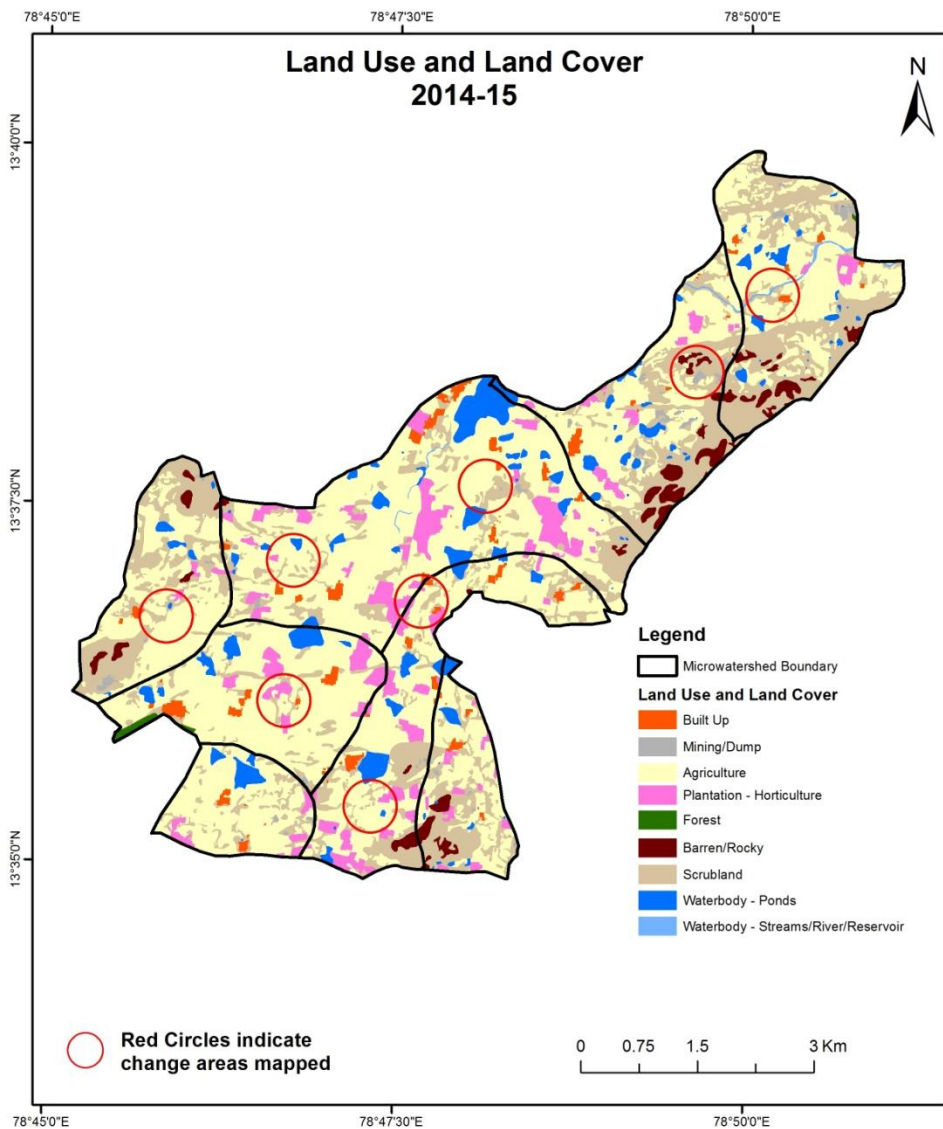 78°45'0"E 78°47'30"E 78°50'0"E
Land Use and Land Cover
2014-15
N
13°40'0"N
13°37'30"N
13°35'0"N
Legend
Microwatershed Boundary
Land Use and Land Cover
Built Up
Mining/Dump
Agriculture
Plantation - Horticulture
Forest
Barren/Rocky
Scrubland
Waterbody - Ponds
Waterbody - Streams/River/Reservoir
Red Circles indicate
change areas mapped
0 0.75 1.5 3 Km
78°45'0"E 78°47'30"E 78°50'0"E